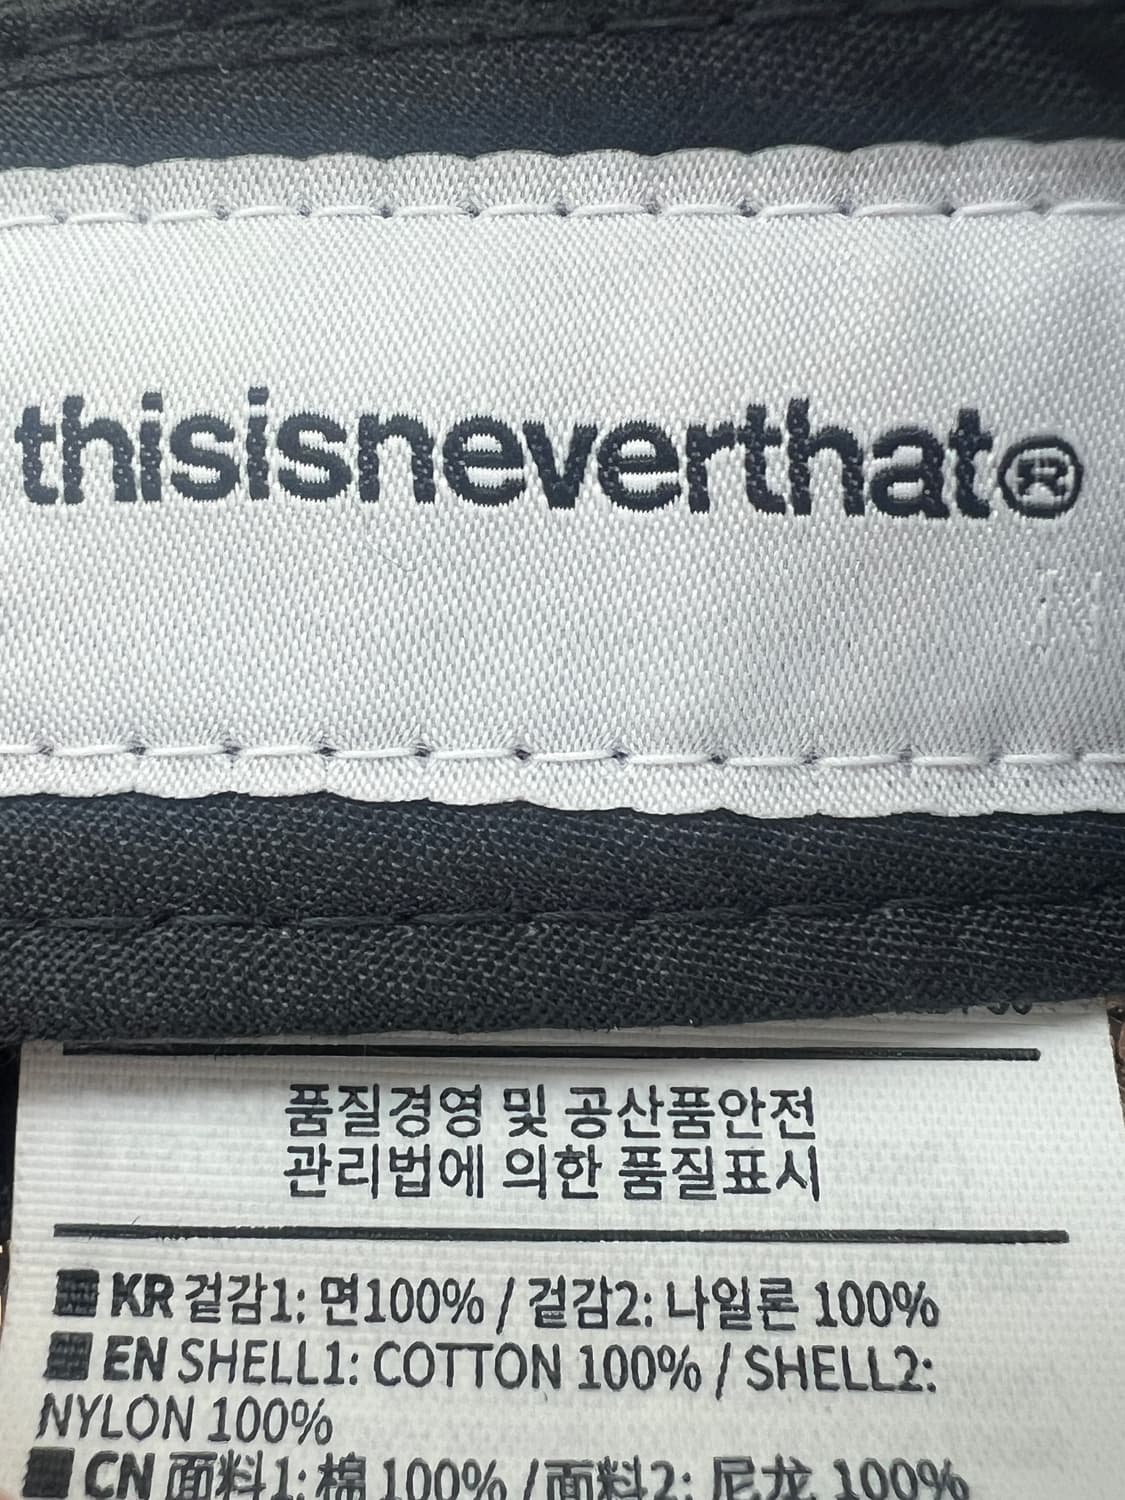 thisisneverthat®
품질경영 및 공산품안전
관리법에 의한 품질표시
KR 겉감1: 면100% / 겉감2: 나일론 100%
EN SHELL1: COTTON 100% / SHELL2:
NYLON 100%
CN 面料1: 棉 100% / 面料2: 尼龙 100%